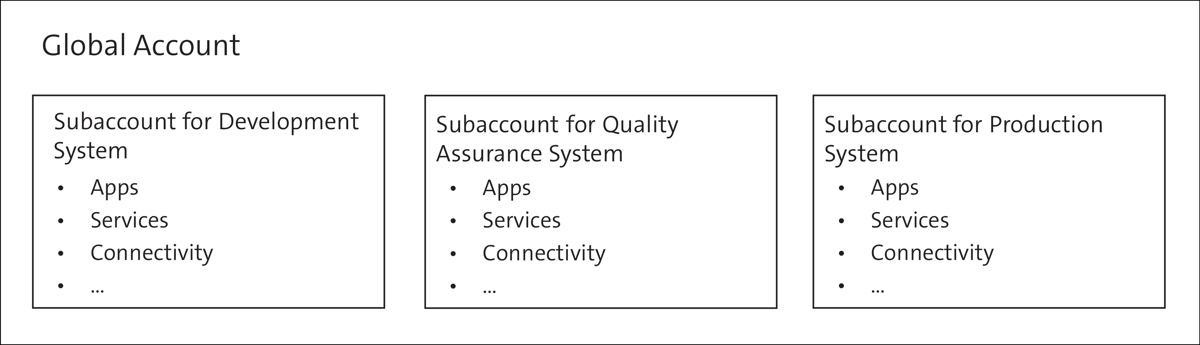 Global Account
Subaccount for Development
System
• Apps
• Services
• Connectivity
• ...
Subaccount for Quality
Assurance System
• Apps
• Services
• Connectivity
• ...
Subaccount for Production
System
• Apps
• Services
• Connectivity
• ...